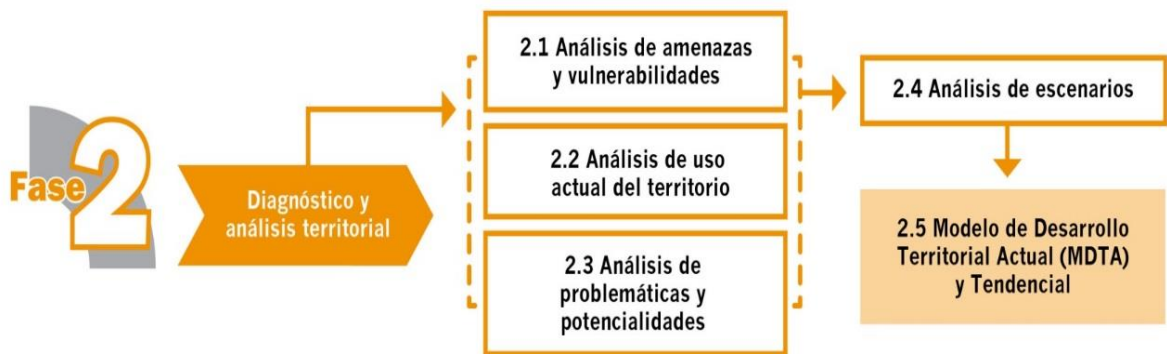 Fase 2
Diagnóstico y
análisis territorial
2.1 Análisis de amenazas
y vulnerabilidades
2.2 Análisis de uso
actual del territorio
2.3 Análisis de
problemáticas y
potencialidades
2.4 Análisis de escenarios
2.5 Modelo de Desarrollo
Territorial Actual (MDTA)
y Tendencial